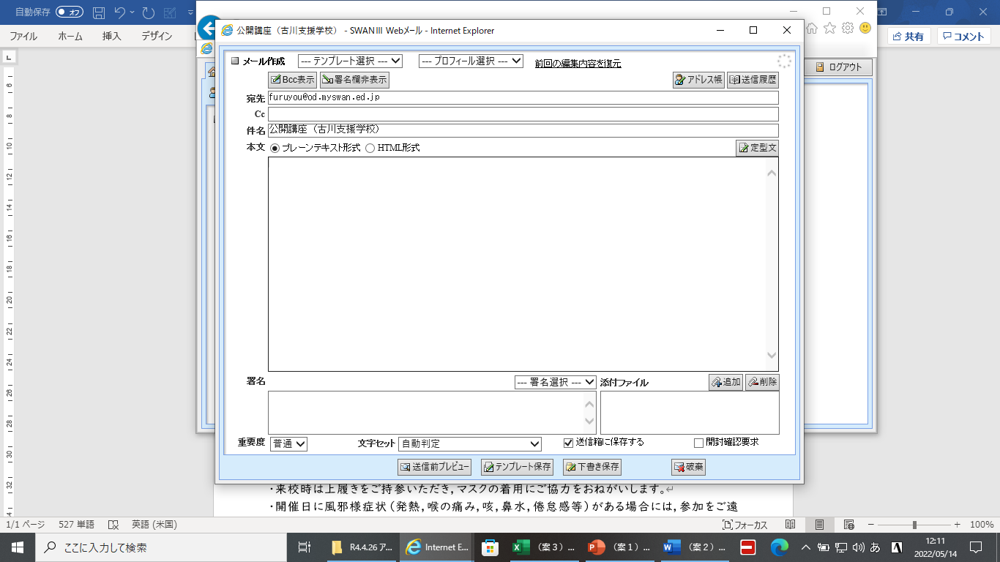 自動保存 オフ
ファイル ホーム 挿入 デザイン
共有 コメント
公開講座（古川支援学校） - SWANⅢ Webメール - Internet Explorer
ログアウト
メール作成 --- テンプレート選択 --- --- プロフィール選択 --- 前回の編集内容を復元
Bcc表示 署名欄非表示 アドレス帳 送信履歴
宛先 furuyou@od.myswan.ed.jp
Cc
件名 公開講座（古川支援学校）
本文 プレーンテキスト形式 HTML形式 定型文
署名 --- 署名選択 --- 添付ファイル 追加 削除
重要度 普通 文字セット 自動判定 送信箱に保存する 開封確認要求
送信前プレビュー テンプレート保存 下書き保存 破棄
6
8
10
12
14
16
18
20
22
24
26
28
30
32
・来校時は上履きをご持参いただき，マスクの着用にご協力をおねがいします。
・開催日に風邪様症状（発熱，喉の痛み，咳，鼻水，倦怠感等）がある場合には，参加をご遠
1/1 ページ 527 単語 英語 (米国) フォーカス 100%
ここに入力して検索 R4.4.26 ア... Internet E... （案３）... （案１）... （案２）... あ A 12:11
2022/05/14